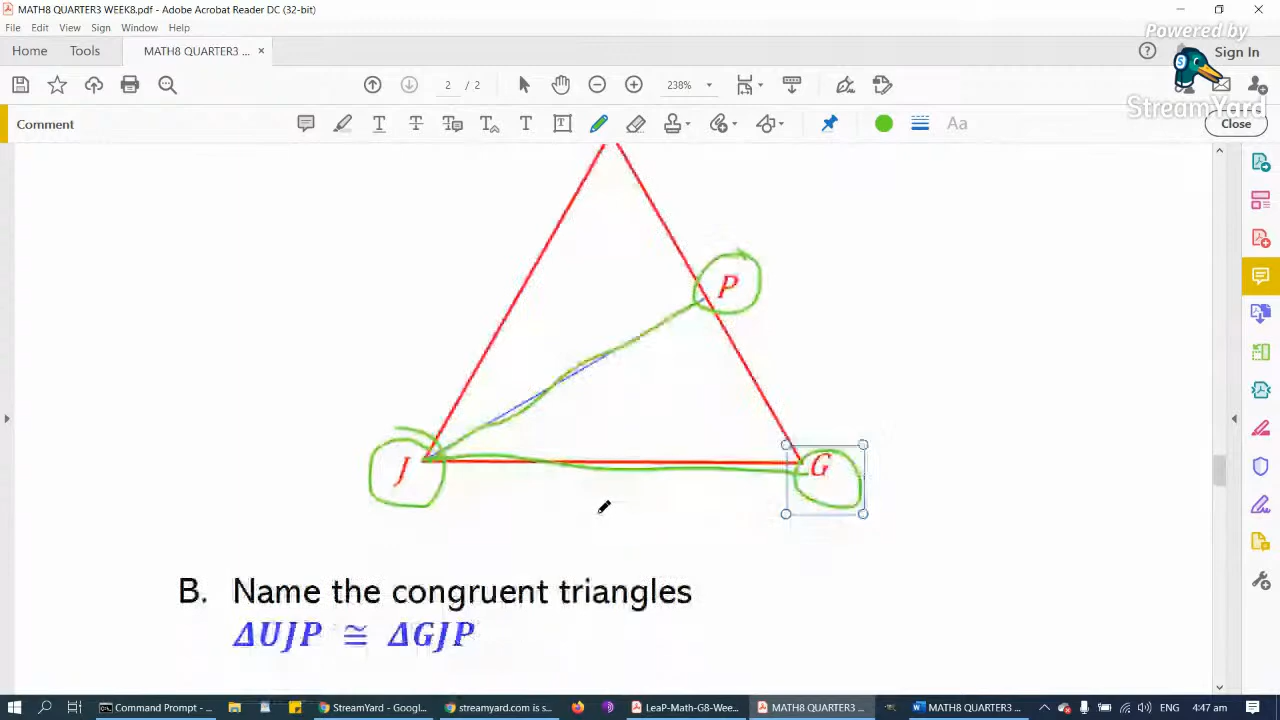 MATH8 QUARTER3 WEEK8.pdf - Adobe Acrobat Reader DC (32-bit)
Powered by
File Edit View Sign Window Help
Home Tools MATH8 QUARTER3 ... ×
Sign In
StreamYard
2 / 2 238%
Comment
Aa
Close
P
J
G
B. Name the congruent triangles
ΔUJP ≅ ΔGJP
Command Prompt - ...
StreamYard - Googl...
streamyard.com is s...
LeaP-Math-G8-Wee...
MATH8 QUARTER3 ...
MATH8 QUARTER3 ...
ENG
4:47 am